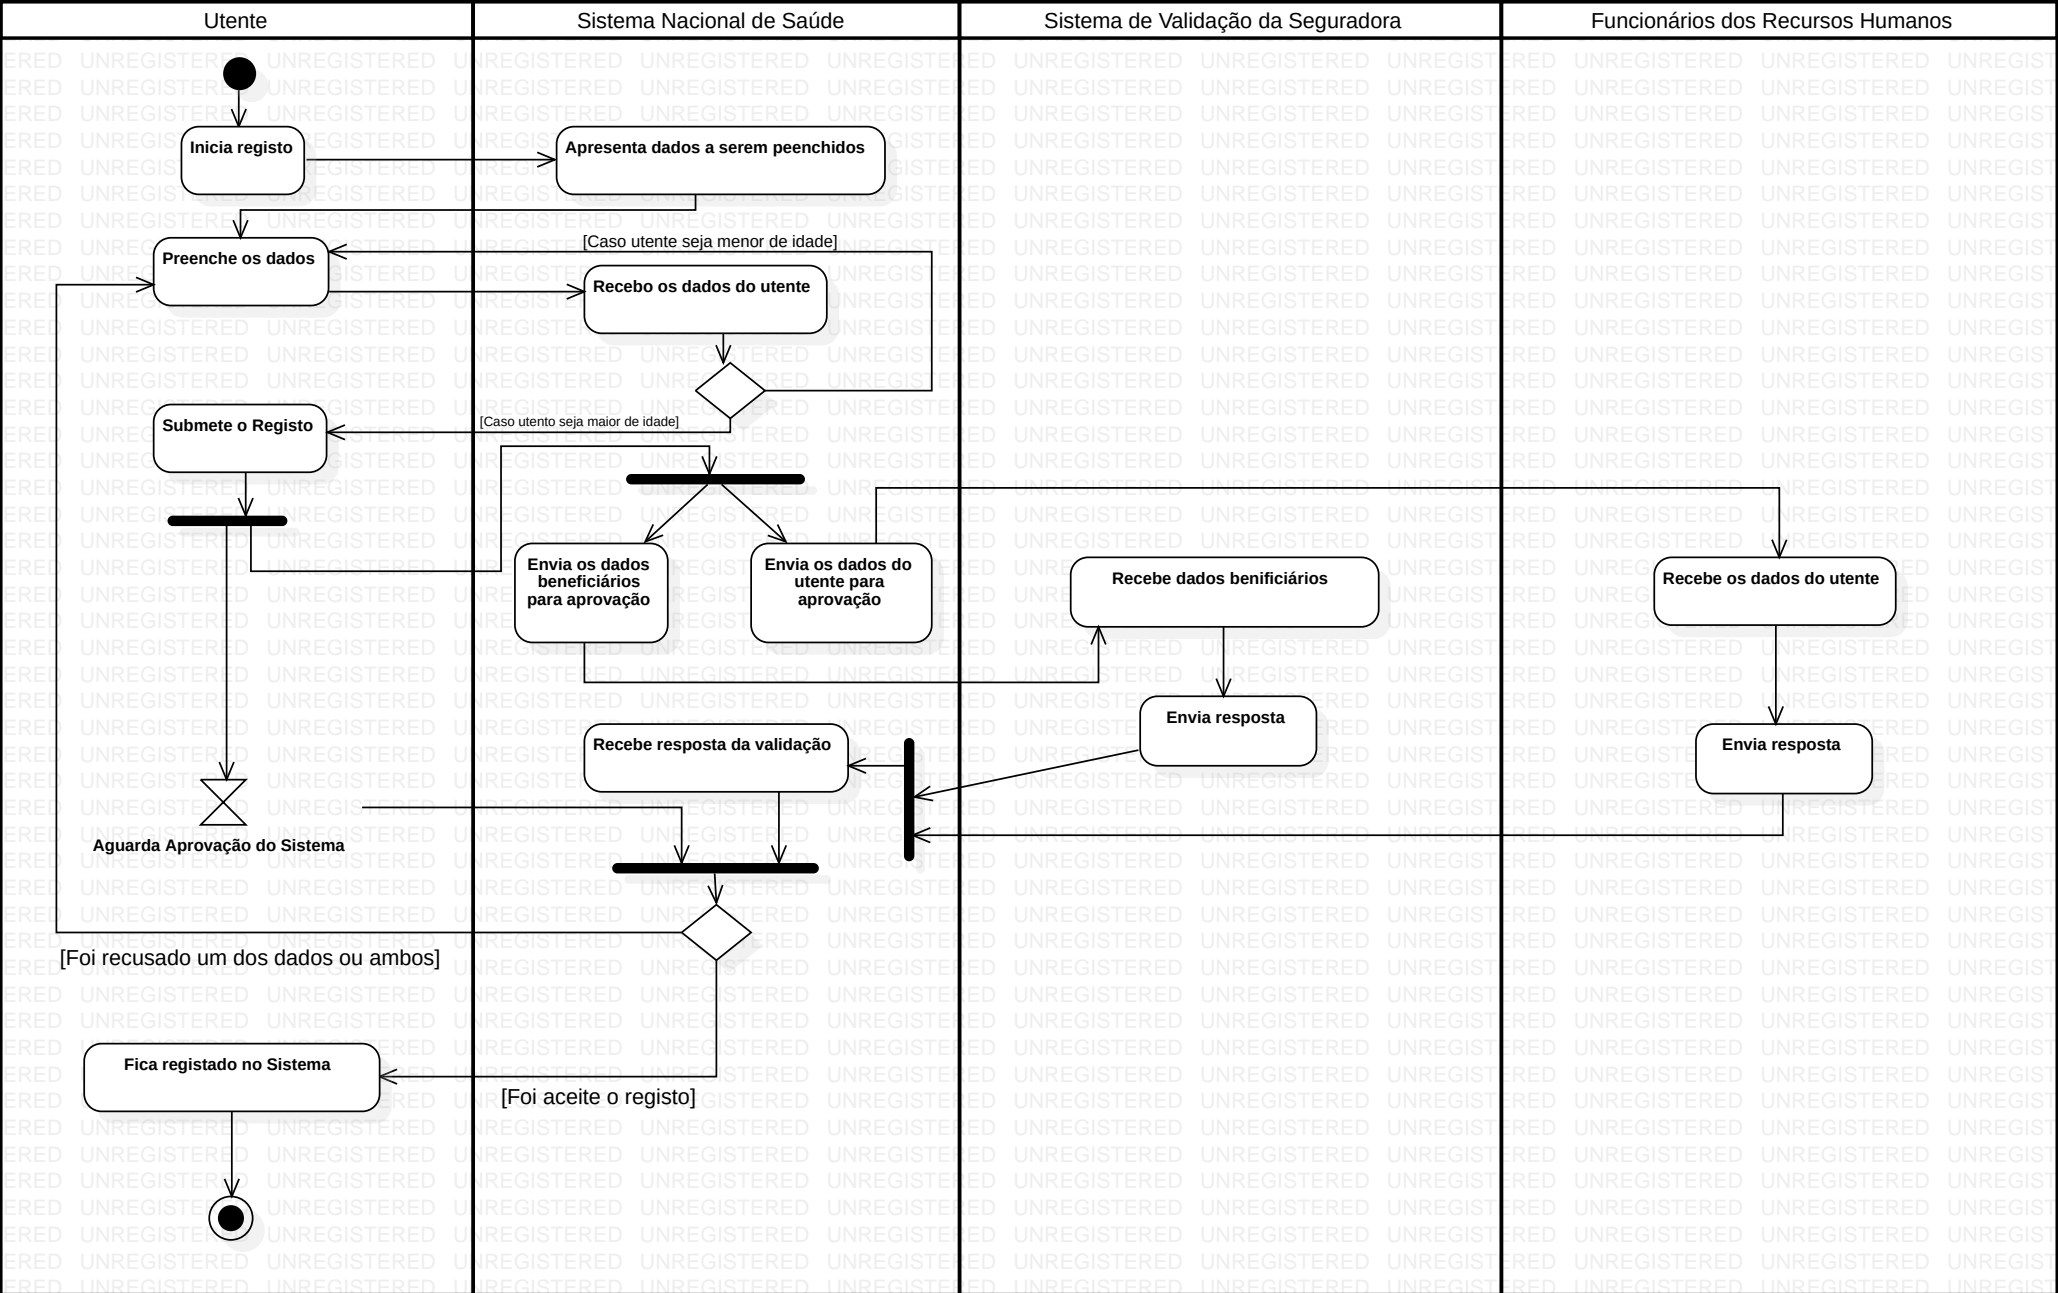 Utente
Sistema Nacional de Saúde
Sistema de Validação da Seguradora
Funcionários dos Recursos Humanos
Inicia registo
Apresenta dados a serem peenchidos
[Caso utente seja menor de idade]
Preenche os dados
Recebo os dados do utente
[Caso utento seja maior de idade]
Submete o Registo
Envia os dados
beneficiários
para aprovação
Envia os dados do
utente para
aprovação
Recebe dados benificiários
Recebe os dados do utente
Envia resposta
Envia resposta
Recebe resposta da validação
Aguarda Aprovação do Sistema
[Foi recusado um dos dados ou ambos]
Fica registado no Sistema
[Foi aceite o registo]
UNREGISTERED